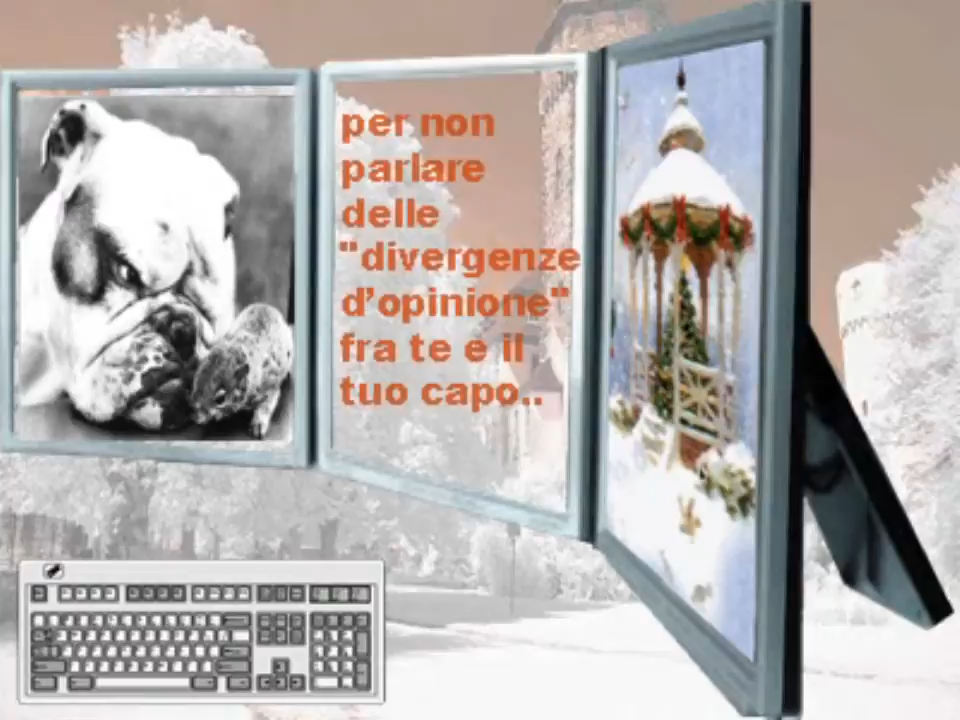 per non
parlare
delle
"divergenze
d’opinione"
fra te e il
tuo capo..